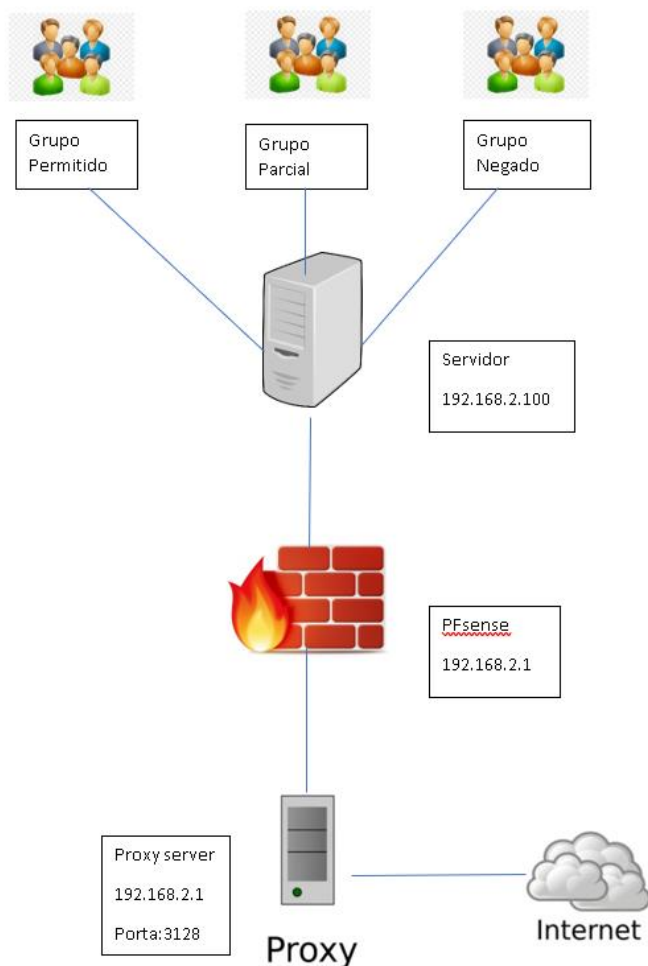 Grupo
Permitido
Grupo
Parcial
Grupo
Negado
Servidor
192.168.2.100
PFsense
192.168.2.1
Proxy server
192.168.2.1
Porta:3128
Proxy
Internet